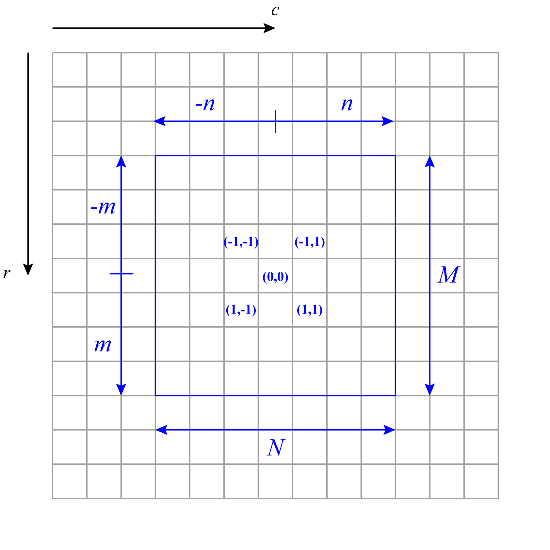 c
-n n
-m
(-1,-1) (-1,1)
r (0,0) M
(1,-1) (1,1)
m
N